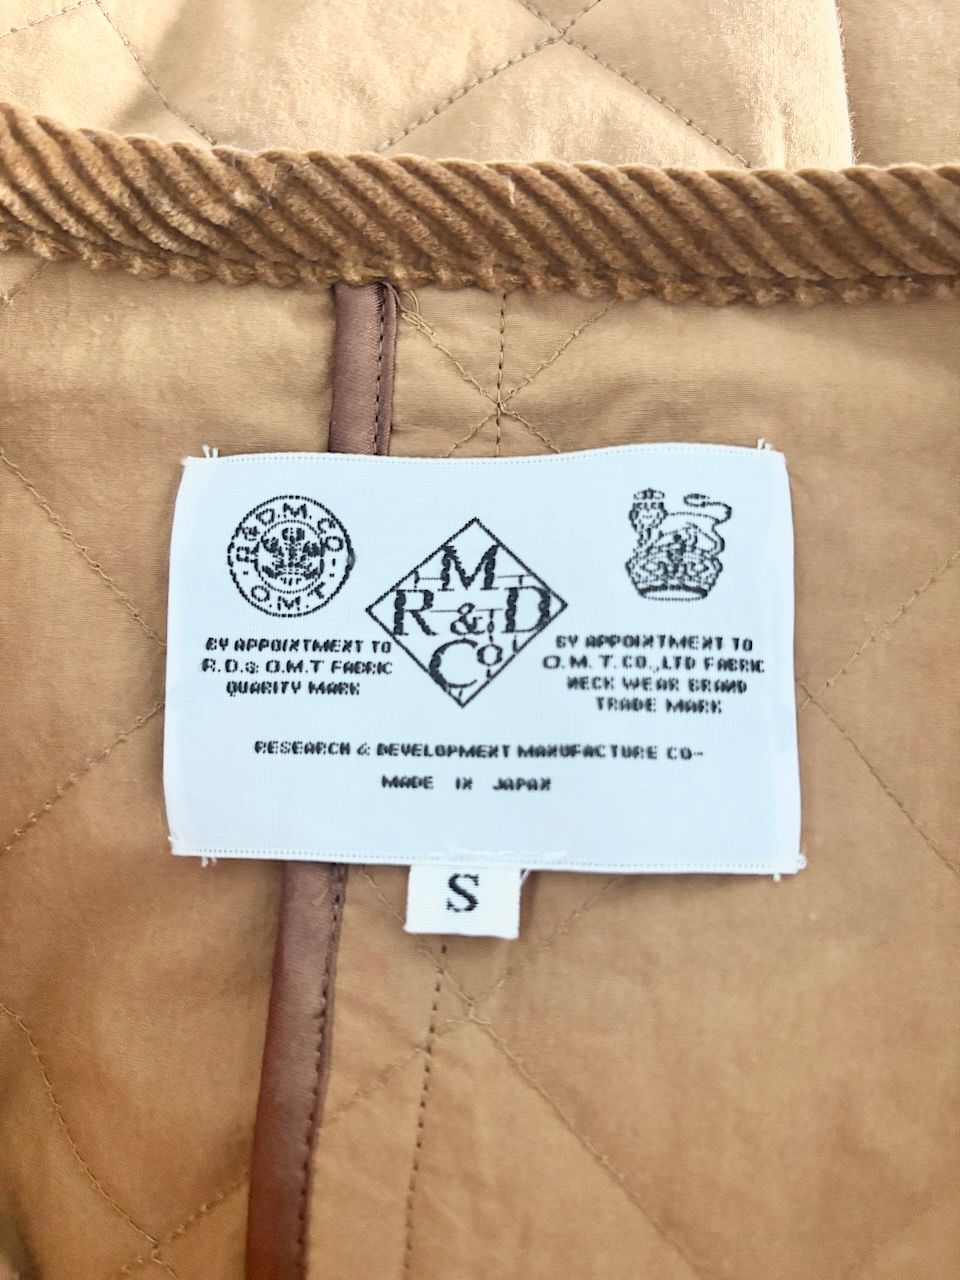 R.&D.M.CO.
O.M.T.
M
R & D
Co
BY APPOINTMENT TO
R.D.& O.M.T FABRIC
QUARITY MARK
BY APPOINTMENT TO
O.M.T.CO.,LTD FABRIC
NECK WEAR BRAND
TRADE MARK
RESEARCH & DEVELOPMENT MANUFACTURE CO--
MADE IN JAPAN
S